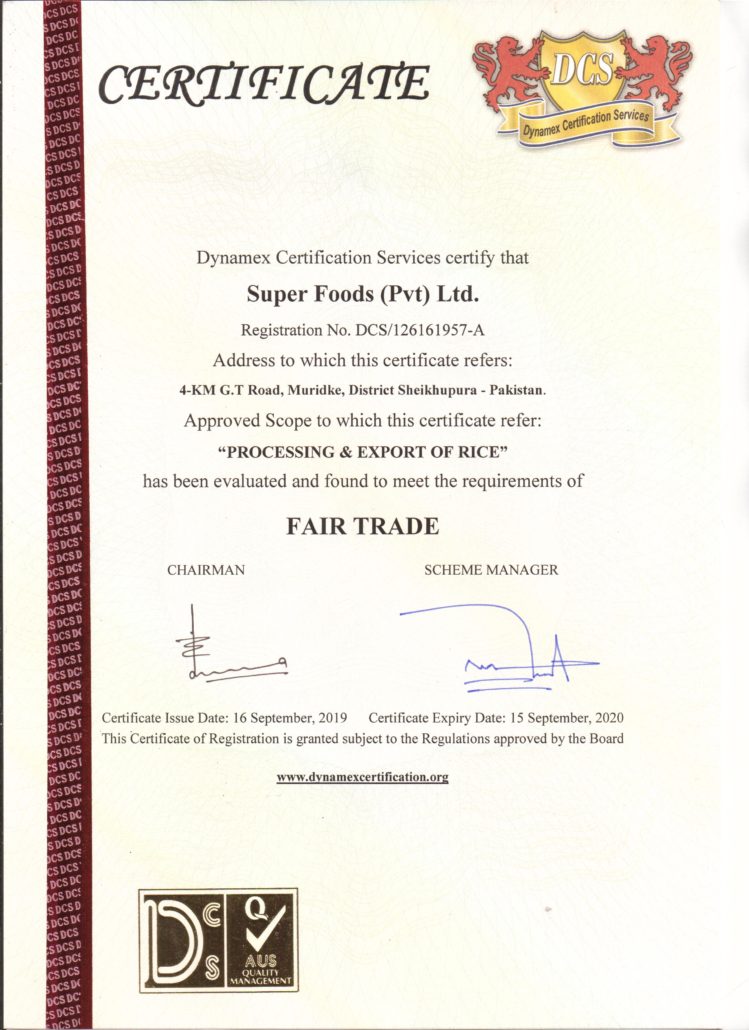 CERTIFICATE
DCS
Dynamex Certification Services
Dynamex Certification Services certify that
Super Foods (Pvt) Ltd.
Registration No. DCS/126161957-A
Address to which this certificate refers:
4-KM G.T Road, Muridke, District Sheikhupura - Pakistan.
Approved Scope to which this certificate refer:
“PROCESSING & EXPORT OF RICE”
has been evaluated and found to meet the requirements of
FAIR TRADE
CHAIRMAN SCHEME MANAGER
Certificate Issue Date: 16 September, 2019 Certificate Expiry Date: 15 September, 2020
This Certificate of Registration is granted subject to the Regulations approved by the Board
www.dynamexcertification.org
DCS
Q
AUS
QUALITY
MANAGEMENT